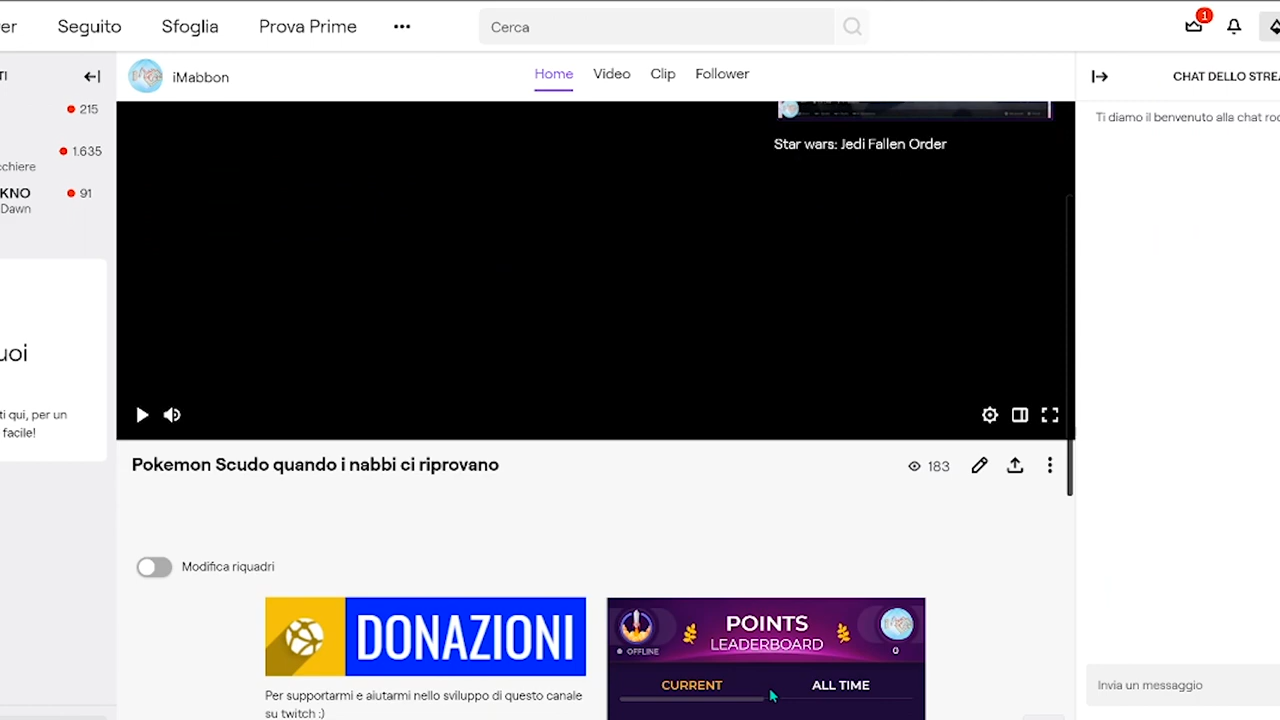 er Seguito Sfoglia Prova Prime ••• Cerca 1
TI
215
1.635
cchiere
KNO 91
Dawn
uoi
ti qui, per un
facile!
iMabbon Home Video Clip Follower
Star wars: Jedi Fallen Order
Pokemon Scudo quando i nabbi ci riprovano 183
Modifica riquadri
DONAZIONI
Per supportarmi e aiutarmi nello sviluppo di questo canale
su twitch :)
POINTS
LEADERBOARD
OFFLINE 0
CURRENT ALL TIME
CHAT DELLO STREA
Ti diamo il benvenuto alla chat roo
Invia un messaggio